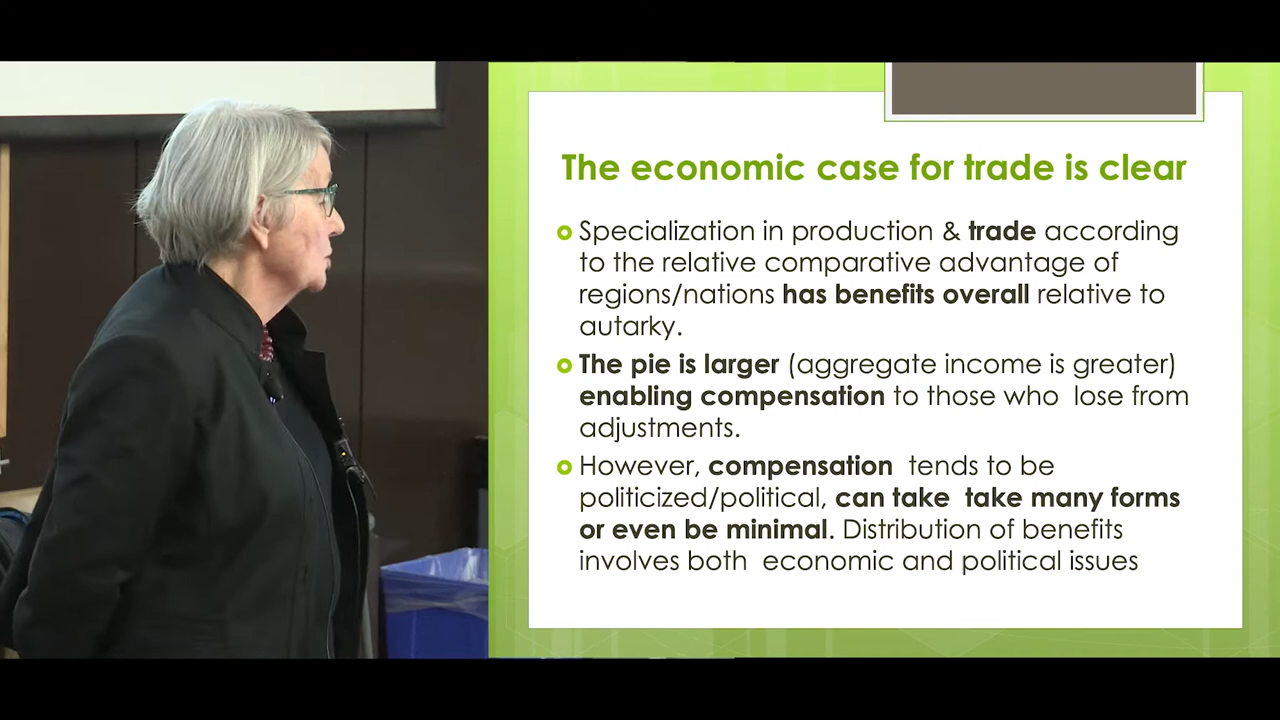 The economic case for trade is clear
Specialization in production & trade according
to the relative comparative advantage of
regions/nations has benefits overall relative to
autarky.
The pie is larger (aggregate income is greater)
enabling compensation to those who lose from
adjustments.
However, compensation tends to be
politicized/political, can take take many forms
or even be minimal. Distribution of benefits
involves both economic and political issues